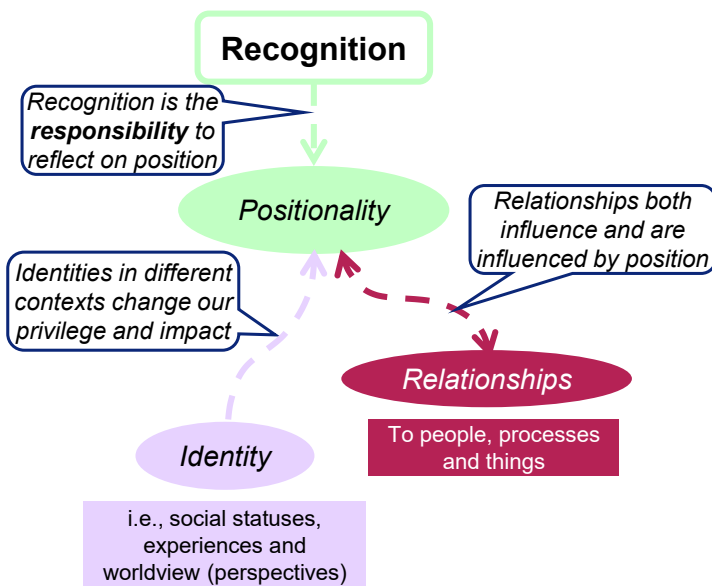 Recognition
Recognition is the
responsibility to
reflect on position
Positionality
Relationships both
influence and are
influenced by position
Identities in different
contexts change our
privilege and impact
Relationships
To people, processes
and things
Identity
i.e., social statuses,
experiences and
worldview (perspectives)